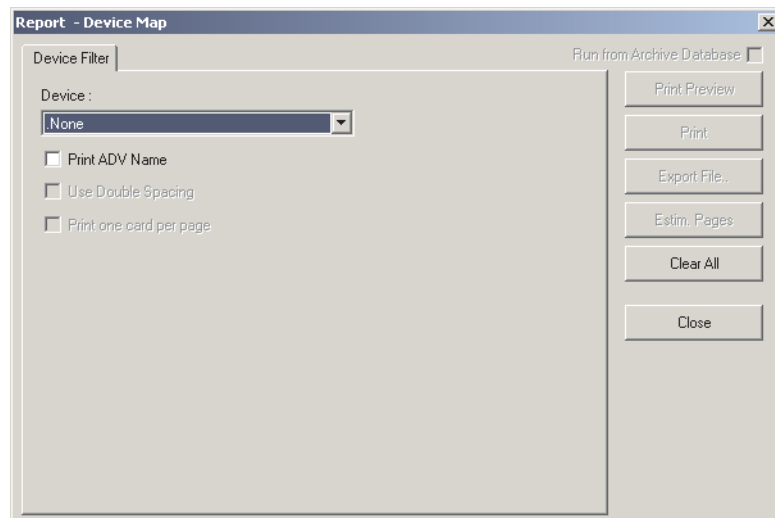 Report - Device Map
Device Filter
Run from Archive Database
Device :
.None
Print ADV Name
Use Double Spacing
Print one card per page
Print Preview
Print
Export File..
Estim. Pages
Clear All
Close